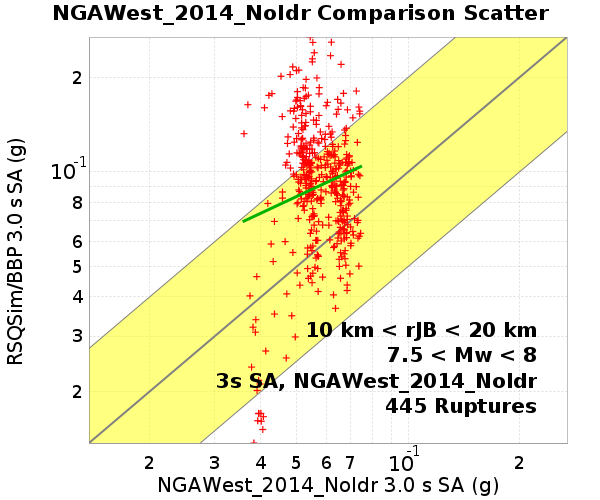 NGAWest_2014_NoIdr Comparison Scatter
RSQSim/BBP 3.0 s SA (g)
2
10⁻¹
8
6
5
4
3
2
10 km < rJB < 20 km
7.5 < Mw < 8
3s SA, NGAWest_2014_NoIdr
445 Ruptures
2 3 4 5 6 7 10⁻¹ 2
NGAWest_2014_NoIdr 3.0 s SA (g)